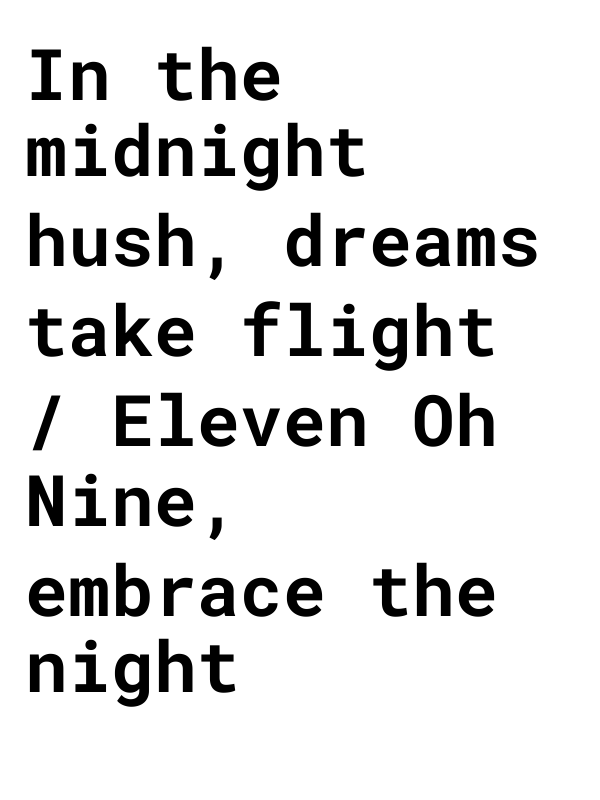 In the
midnight
hush, dreams
take flight
/ Eleven Oh
Nine,
embrace the
night